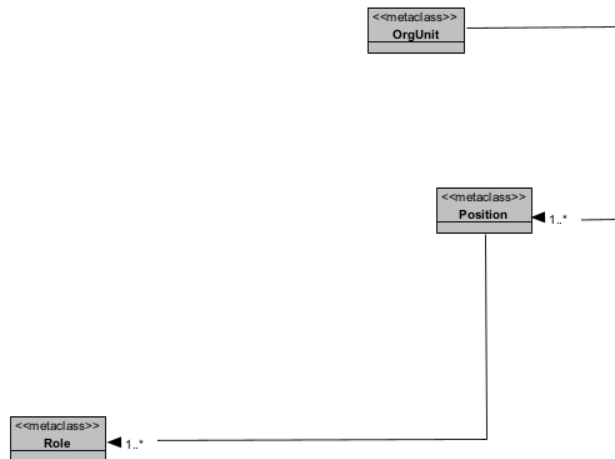 <<metaclass>>
OrgUnit
<<metaclass>>
Position
1..*
<<metaclass>>
Role
1..*